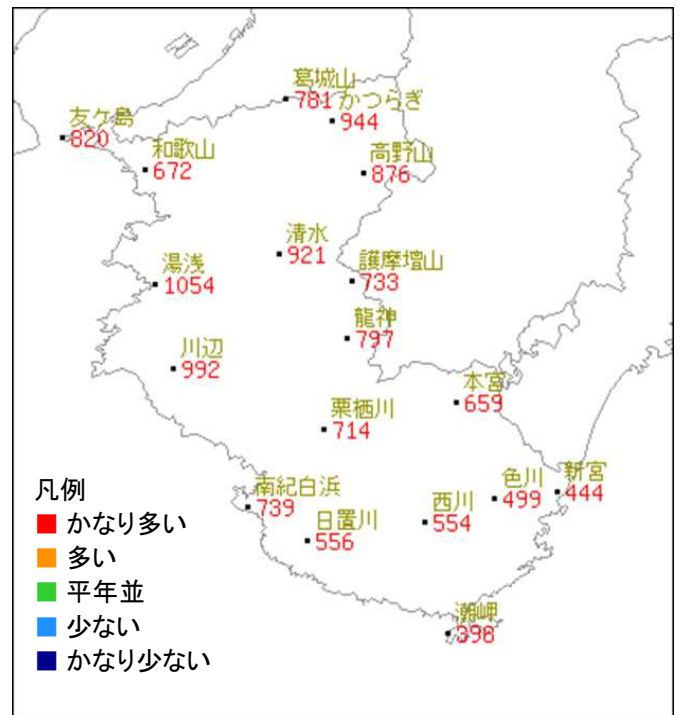 葛城山
781
かつらぎ
944
友ケ島
820
和歌山
672
高野山
876
清水
921
護摩壇山
733
湯浅
1054
龍神
797
川辺
992
本宮
659
栗栖川
714
南紀白浜
739
日置川
556
西川
554
色川
499
新宮
444
潮岬
398
凡例
かなり多い
多い
平年並
少ない
かなり少ない